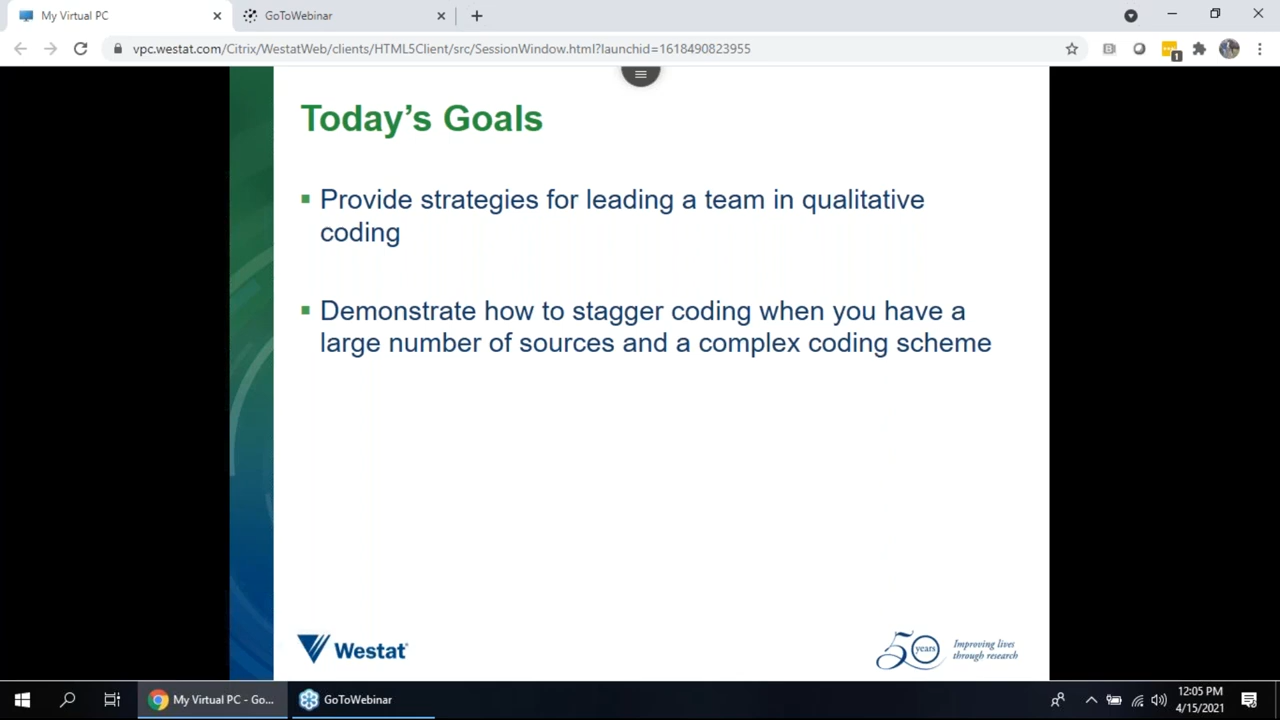 My Virtual PC
GoToWebinar
vpc.westat.com/Citrix/WestatWeb/clients/HTML5Client/src/SessionWindow.html?launchid=1618490823955
1
Today's Goals
Provide strategies for leading a team in qualitative
coding
Demonstrate how to stagger coding when you have a
large number of sources and a complex coding scheme
Westat®
50 years
Improving lives
through research
My Virtual PC - Go...
GoToWebinar
12:05 PM
4/15/2021